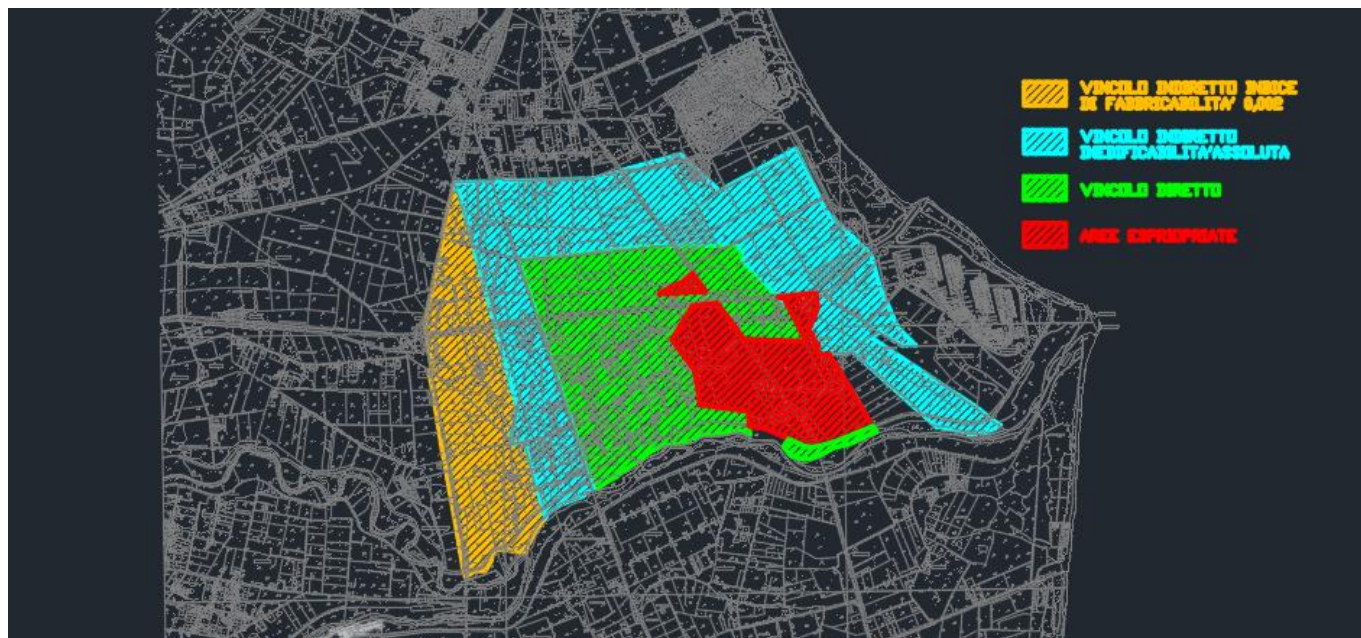 VINCOLO INDIRETTO INDICE
DI FABBRICABILITA' 0,002
VINCOLO INDIRETTO
INEDIFICABILITA'ASSOLUTA
VINCOLO DIRETTO
AREE ESPROPRIATE